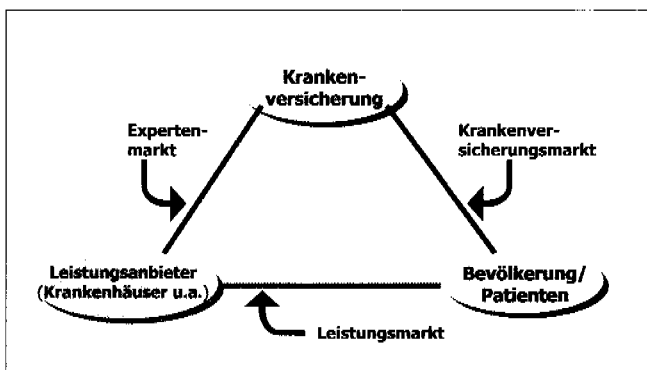 Kranken-
versicherung
Experten-
markt
Krankenver-
sicherungsmarkt
Leistungsanbieter
(Krankenhäuser u.a.)
Bevölkerung/
Patienten
Leistungsmarkt